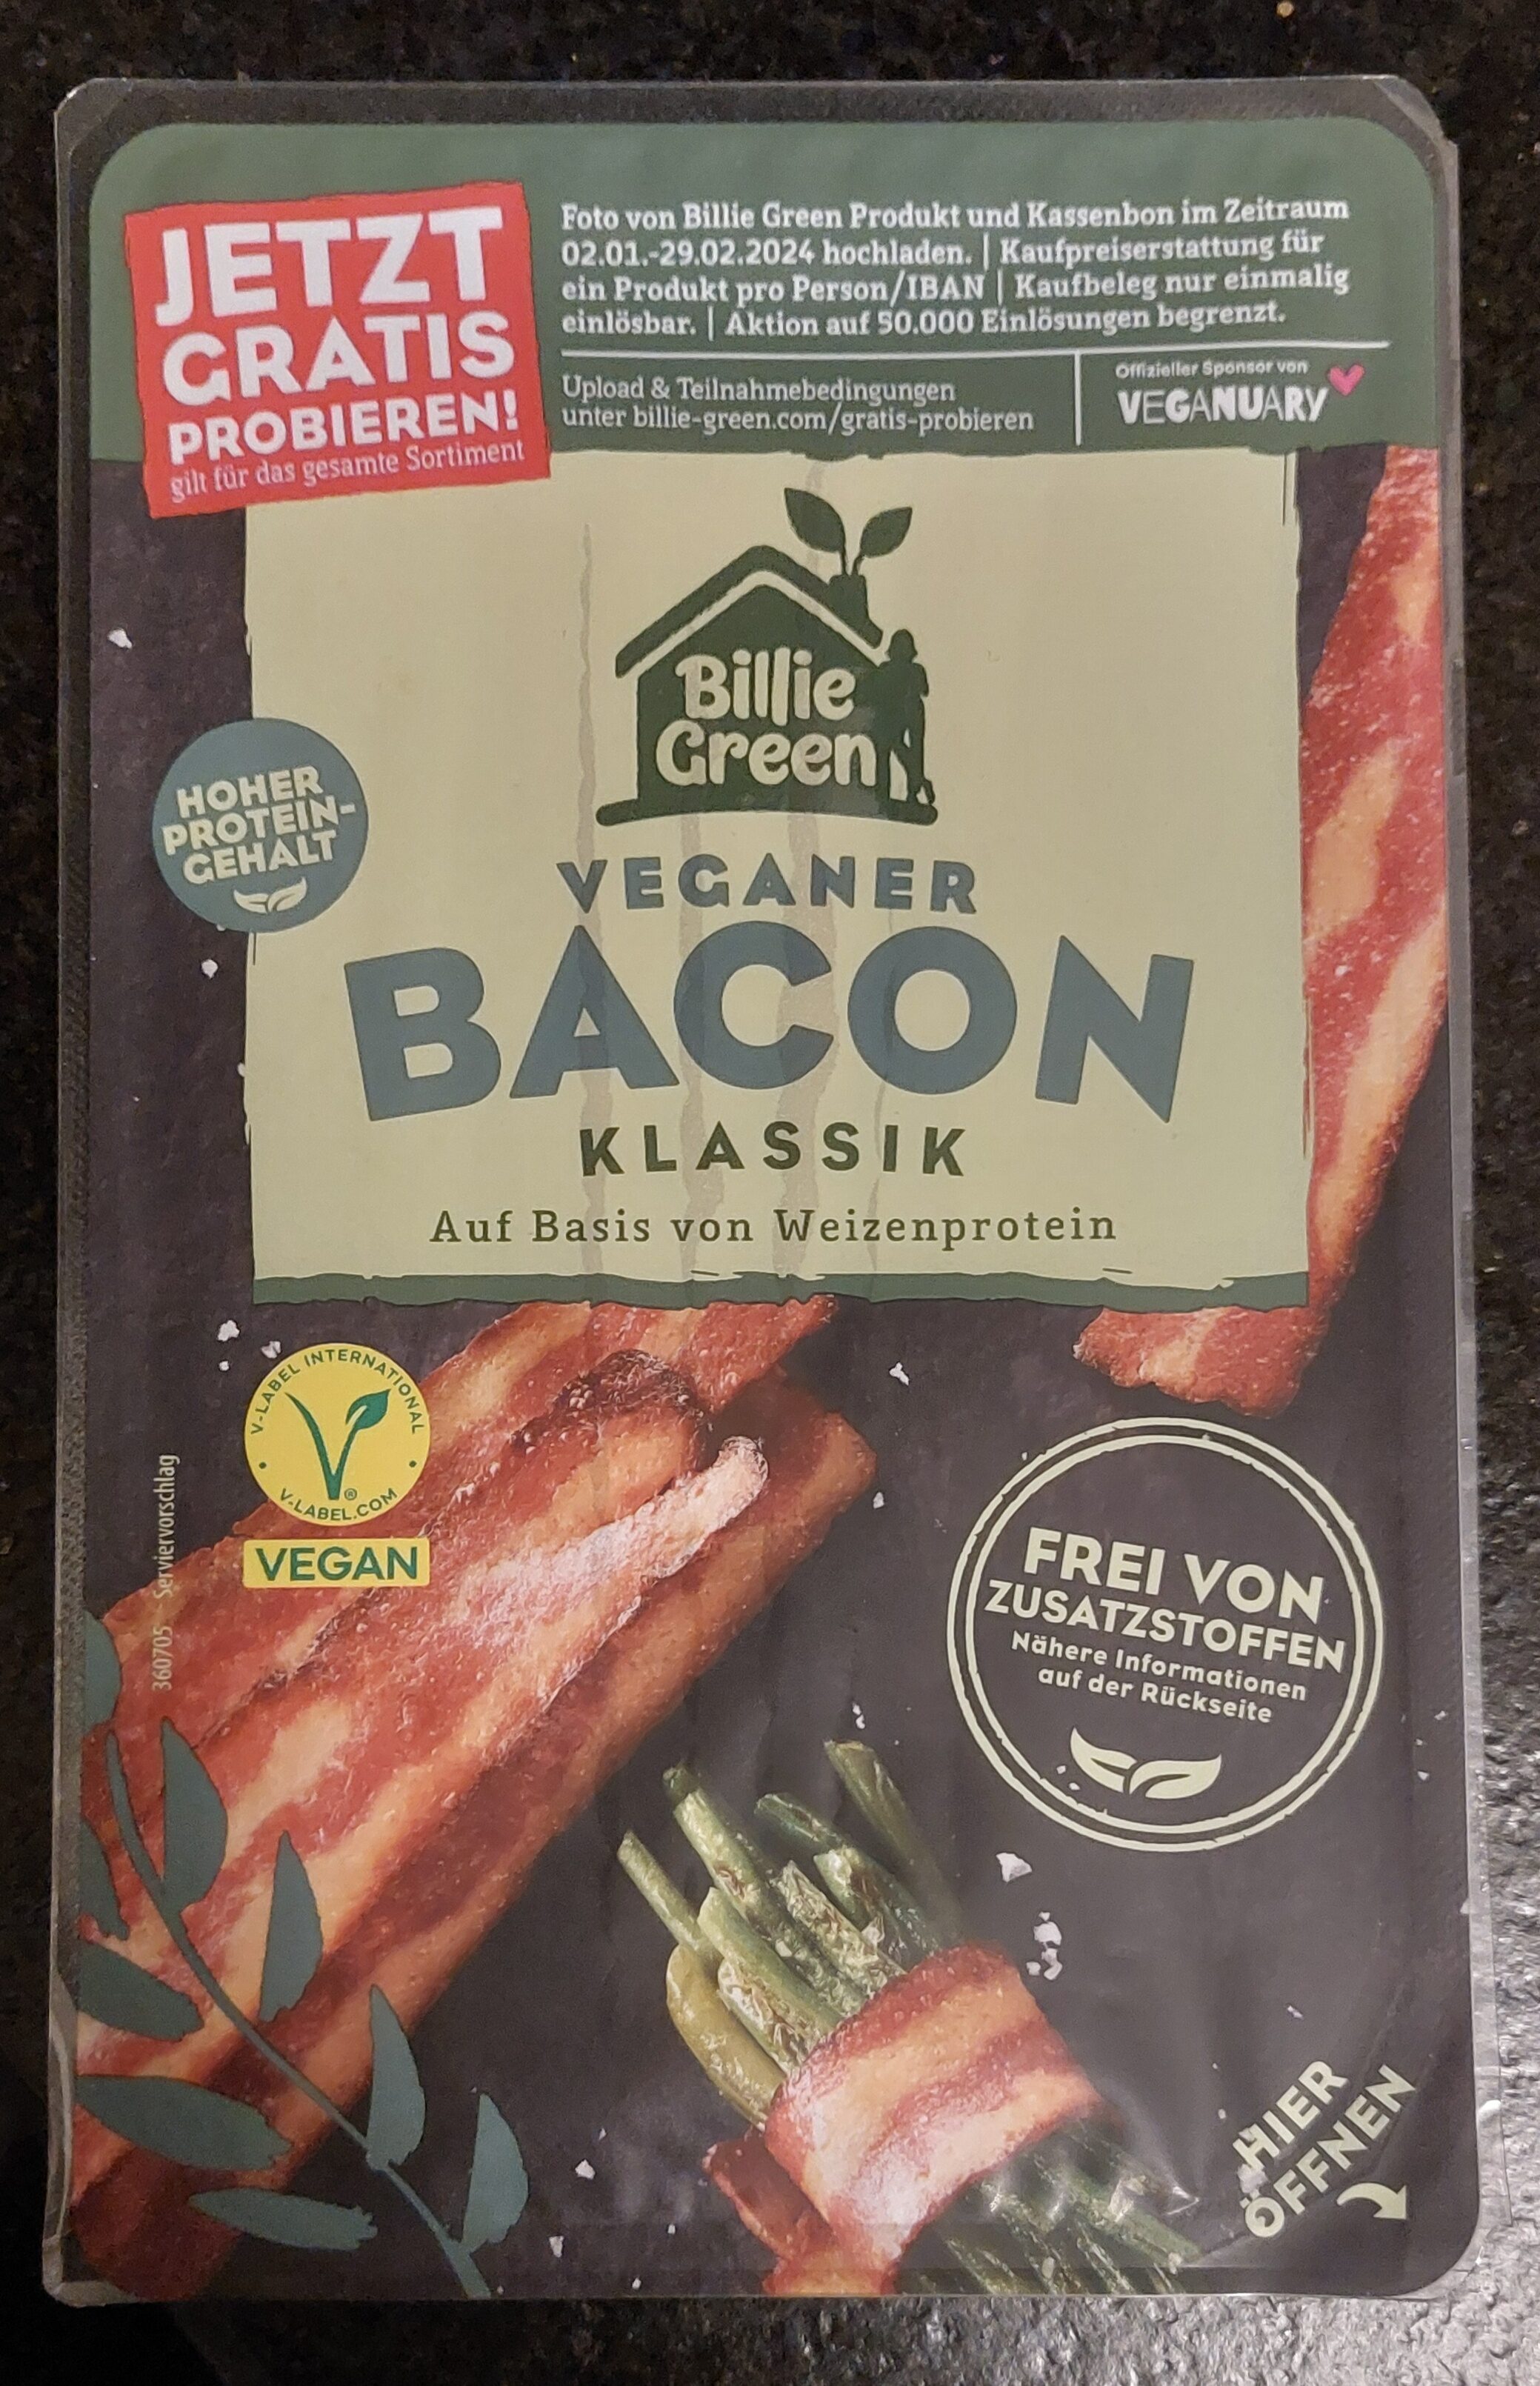 JETZT
GRATIS
PROBIEREN!
gilt für das gesamte Sortiment
Foto von Billie Green Produkt und Kassenbon im Zeitraum
02.01.-29.02.2024 hochladen. | Kaufpreiserstattung für
ein Produkt pro Person/IBAN | Kaufbeleg nur einmalig
einlösbar. | Aktion auf 50.000 Einlösungen begrenzt.
Upload & Teilnahmebedingungen
unter billie-green.com/gratis-probieren
Offizieller Sponsor von
VEGANUARY
Billie
Green
HOHER
PROTEIN-
GEHALT
VEGANER
BACON
KLASSIK
Auf Basis von Weizenprotein
V-LABEL INTERNATIONAL
V®
V-LABEL.COM
VEGAN
360705 Serviervorschlag
FREI VON
ZUSATZSTOFFEN
Nähere Informationen
auf der Rückseite
HIER
ÖFFNEN